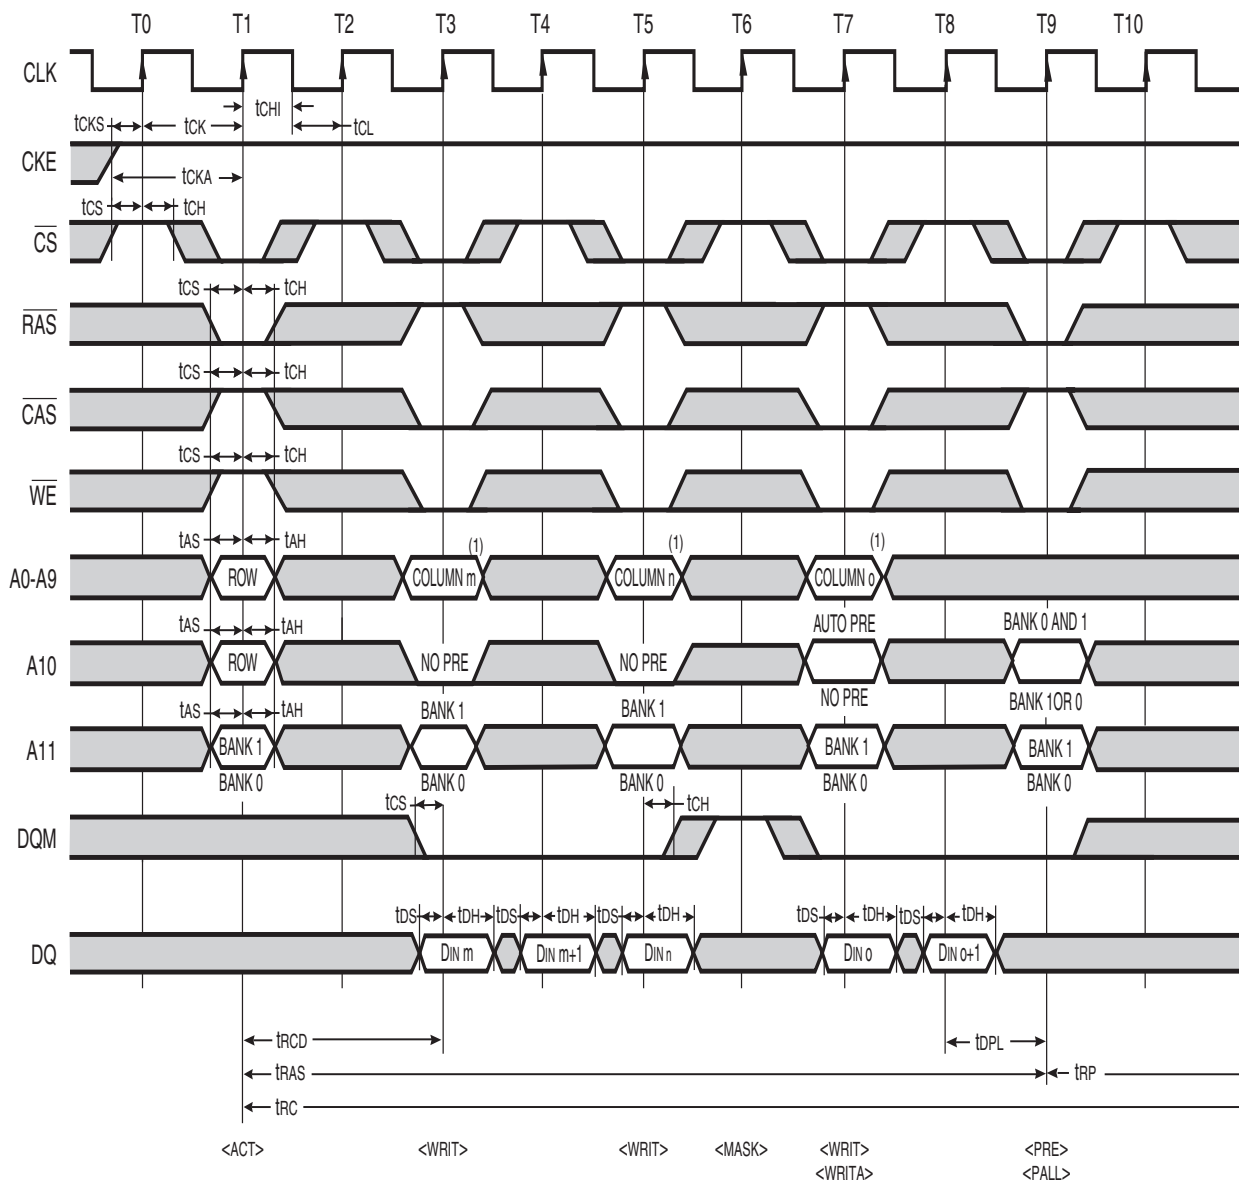 T0 T1 T2 T3 T4 T5 T6 T7 T8 T9 T10
CLK
tCHI
tCKS tCK tCL
CKE
tCKA
tCS tCH
CS
tCS tCH
RAS
tCS tCH
CAS
tCS tCH
WE
tAS tAH (1) (1) (1)
A0-A9 ROW COLUMN m COLUMN n COLUMN o
tAS tAH AUTO PRE BANK 0 AND 1
A10 ROW NO PRE NO PRE
NO PRE BANK 1OR 0
tAS tAH BANK 1 BANK 1
A11 BANK 1 BANK 1 BANK 1
BANK 0 BANK 0 BANK 0 BANK 0 BANK 0
tCS tCH
DQM
tDS tDH tDS tDH tDS tDH tDS tDH tDS tDH
DQ DIN m DIN m+1 DIN n DIN o DIN o+1
tRCD tDPL
tRAS tRP
tRC
<ACT> <WRIT> <WRIT> <MASK> <WRIT> <PRE>
<WRITA> <PALL>